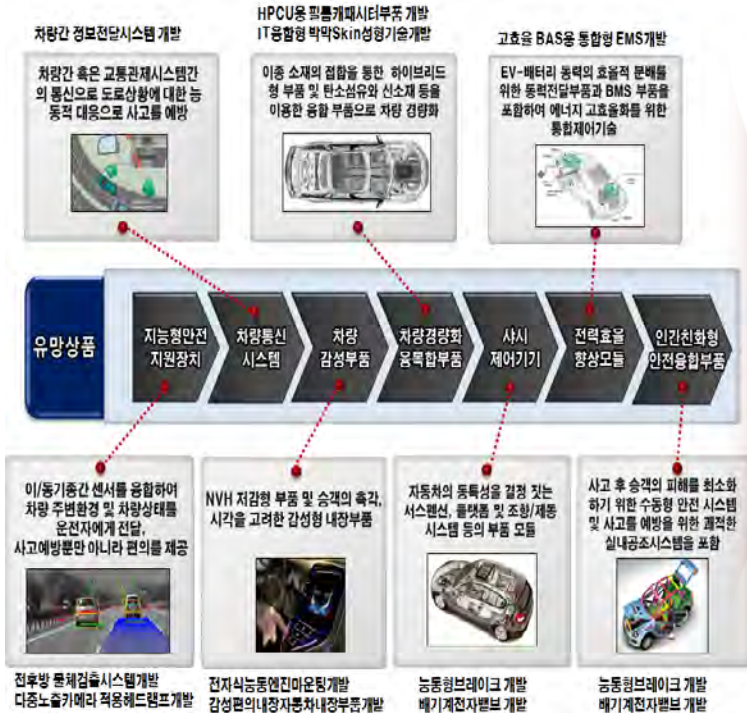 차량간 정보전달시스템 개발
차량간 혹은 교통관제시스템간
의 통신으로 도로상황에 대한 능
동적 대응으로 사고를 예방
HPCU용 필름캐패시터부품 개발
IT융합형 박막Skin성형기술개발
이종 소재의 접합을 통한 하이브리드
형 부품 및 탄소섬유와 신소재 등을
이용한 융합 부품으로 차량 경량화
고효율 BAS용 통합형 EMS개발
EV-배터리 동력의 효율적 분배를
위한 동력전달부품과 BMS 부품을
포함하여 에너지 고효율화를 위한
통합제어기술
유망상품
지능형안전
지원장치
차량통신
시스템
차량
감성부품
차량경량화
융복합부품
샤시
제어기기
전력효율
향상모듈
인간친화형
안전융합부품
이/동기종간 센서를 융합하여
차량 주변환경 및 차량상태를
운전자에게 전달,
사고예방뿐만 아니라 편의를 제공
전후방 물체검출시스템개발
다중노출카메라 적용헤드램프개발
NVH 저감형 부품 및 승객의 촉각,
시각을 고려한 감성형 내장부품
전자식능동엔진마운팅개발
감성편의내장자동차내장부품개발
자동차의 동특성을 결정 짓는
서스펜션, 플랫폼 및 조향/제동
시스템 등의 부품 모듈
능동형브레이크 개발
배기계전자밸브 개발
사고 후 승객의 피해를 최소화
하기 위한 수동형 안전 시스템
및 사고를 예방을 위한 쾌적한
실내공조시스템을 포함
능동형브레이크 개발
배기계전자밸브 개발